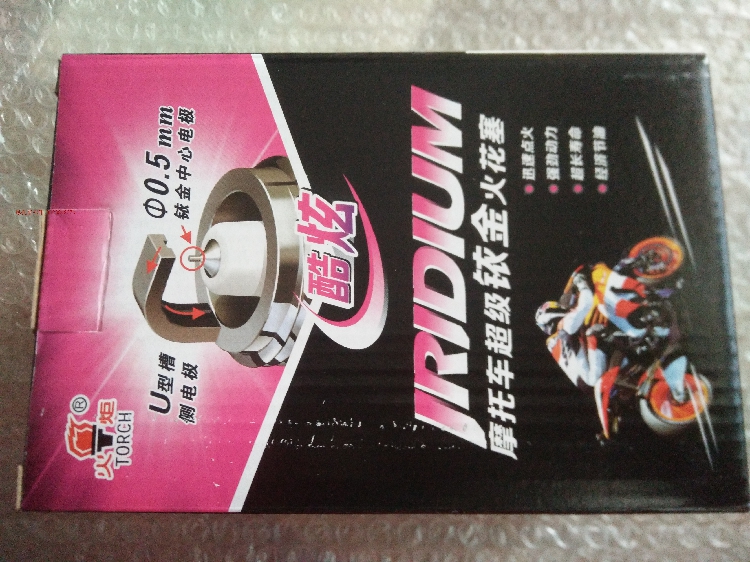 火炬®
TORCH
U型槽
侧电极
Φ0.5mm
铱金中心电极
酷炫
IRIDIUM
摩托车超级铱金火花塞
迅速点火
强劲动力
超长寿命
经济节油